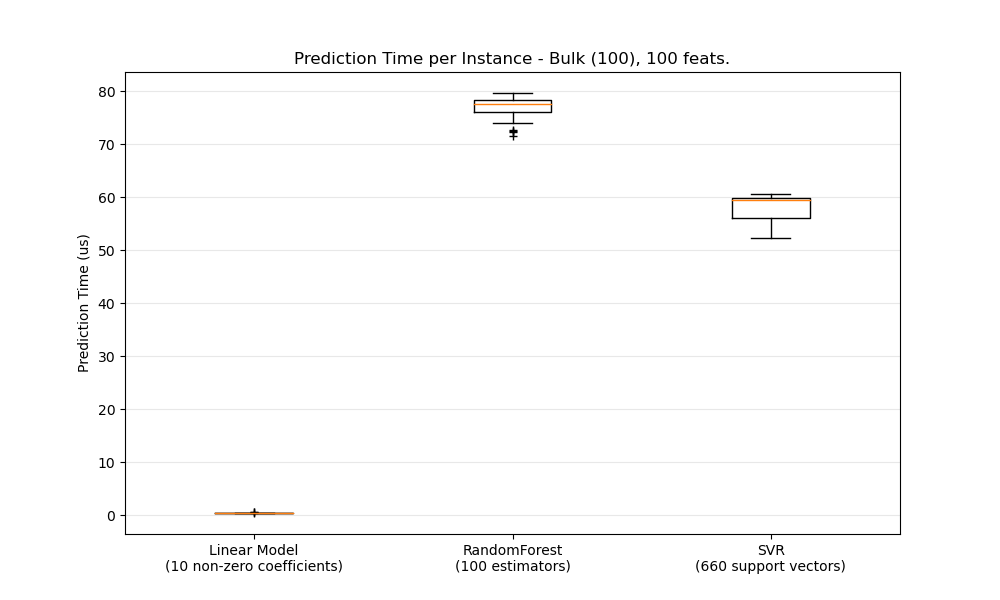 Prediction Time per Instance - Bulk (100), 100 feats.
Prediction Time (us)
80
70
60
50
40
30
20
10
0
Linear Model
(10 non-zero coefficients)
RandomForest
(100 estimators)
SVR
(660 support vectors)